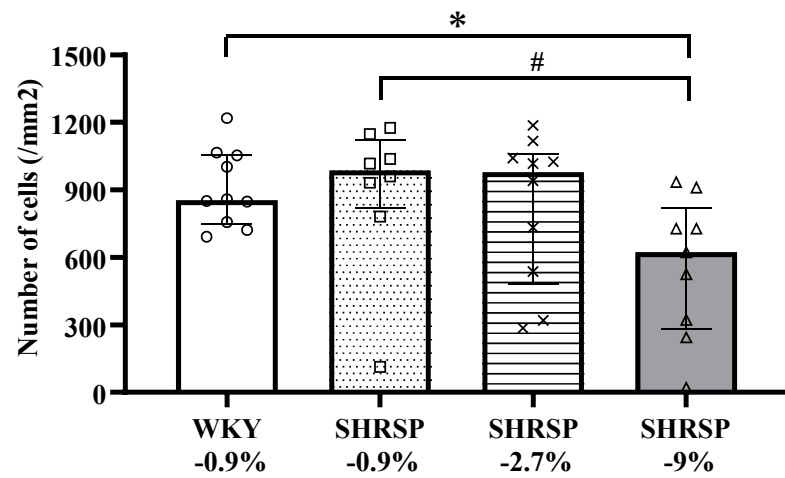 *
#
1500
1200
900
600
300
0
Number of cells (/mm2)
WKY
-0.9%
SHRSP
-0.9%
SHRSP
-2.7%
SHRSP
-9%